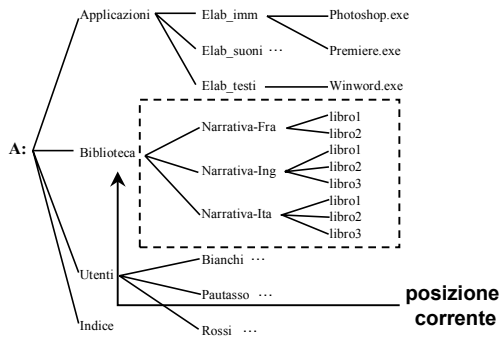 Applicazioni
Elab_imm
Photoshop.exe
Elab_suoni ...
Premiere.exe
Elab_testi
Winword.exe
A:
Biblioteca
Narrativa-Fra
libro1
libro2
Narrativa-Ing
libro1
libro2
libro3
Narrativa-Ita
libro1
libro2
libro3
Utenti
Bianchi ...
Pautasso ...
Rossi ...
Indice
posizione
corrente